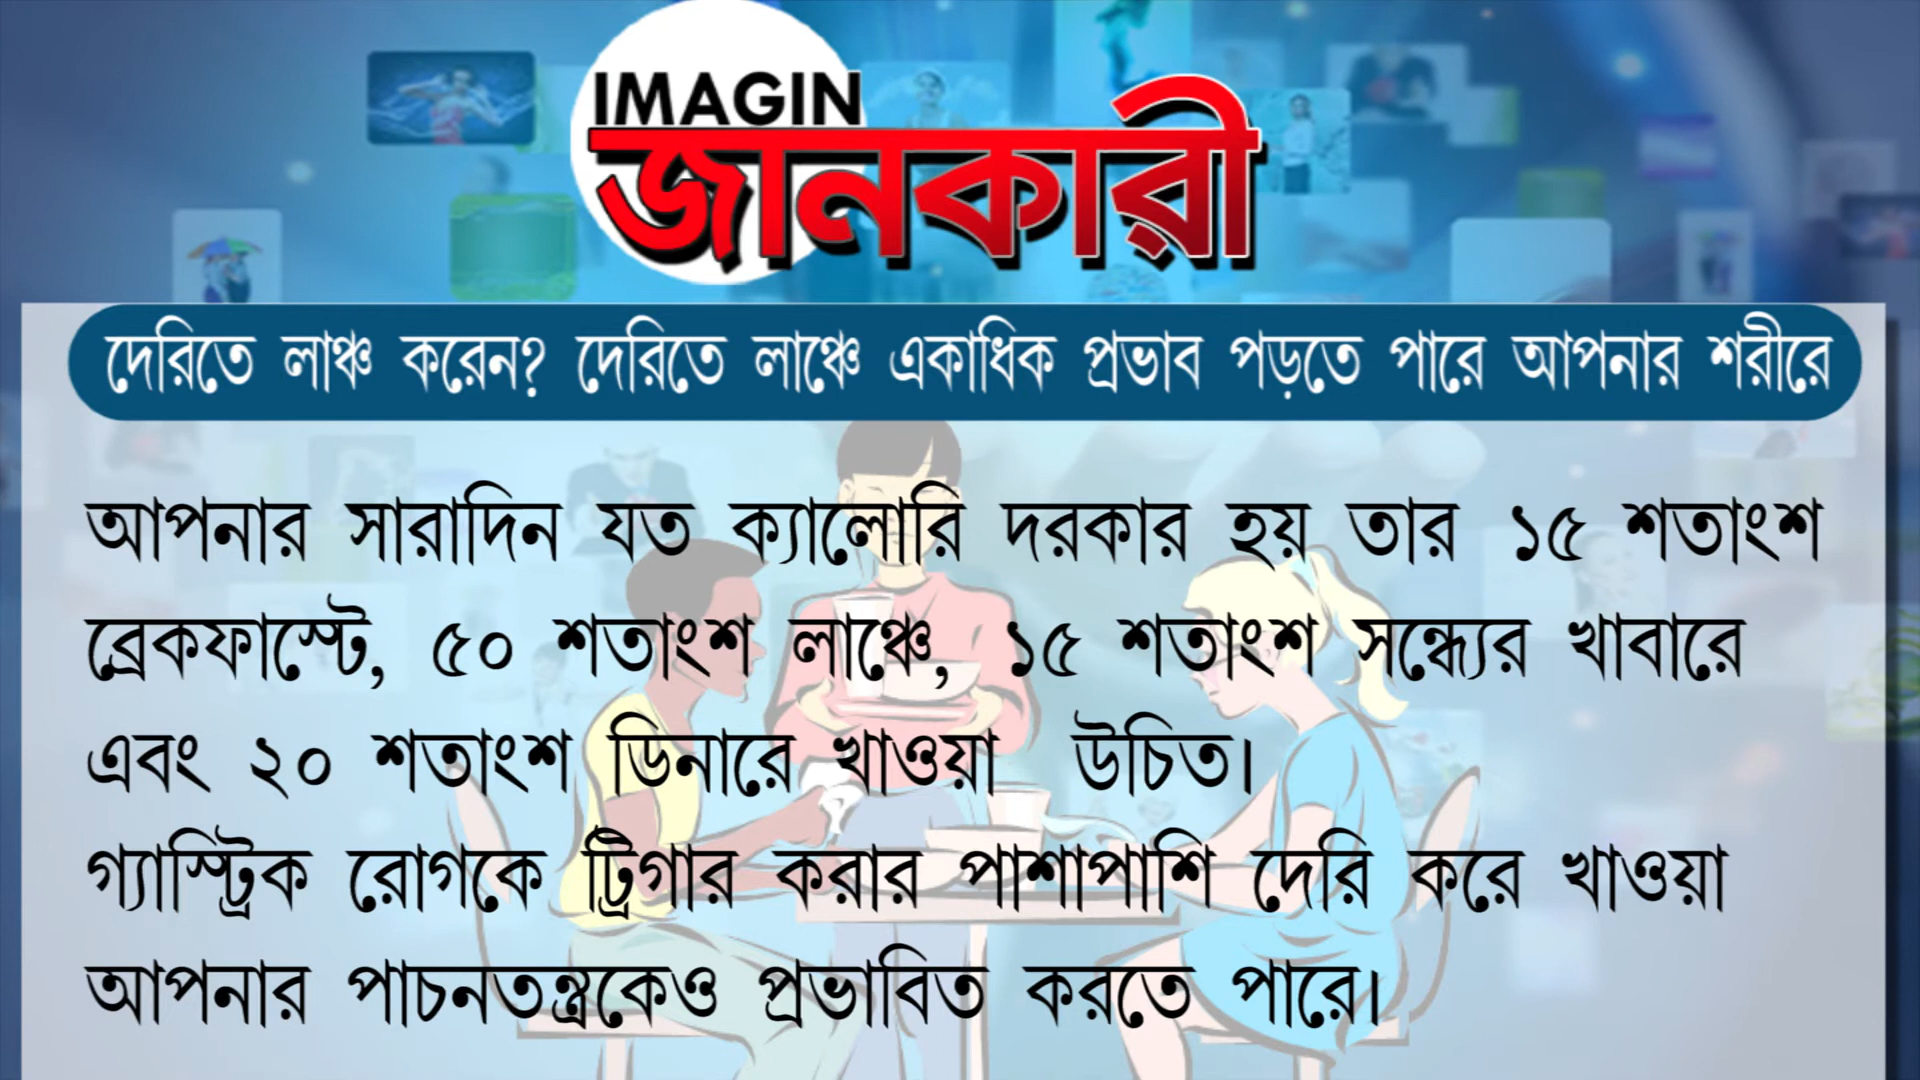 IMAGIN
জানকারী
দেরিতে লাঞ্চ করেন? দেরিতে লাঞ্চে একাধিক প্রভাব পড়তে পারে আপনার শরীরে
আপনার সারাদিন যত ক্যালোরি দরকার হয় তার ১৫ শতাংশ
ব্রেকফাস্টে, ৫০ শতাংশ লাঞ্চে, ১৫ শতাংশ সন্ধ্যের খাবারে
এবং ২০ শতাংশ ডিনারে খাওয়া উচিত।
গ্যাস্ট্রিক রোগকে ট্রিগার করার পাশাপাশি দেরি করে খাওয়া
আপনার পাচনতন্ত্রকেও প্রভাবিত করতে পারে।